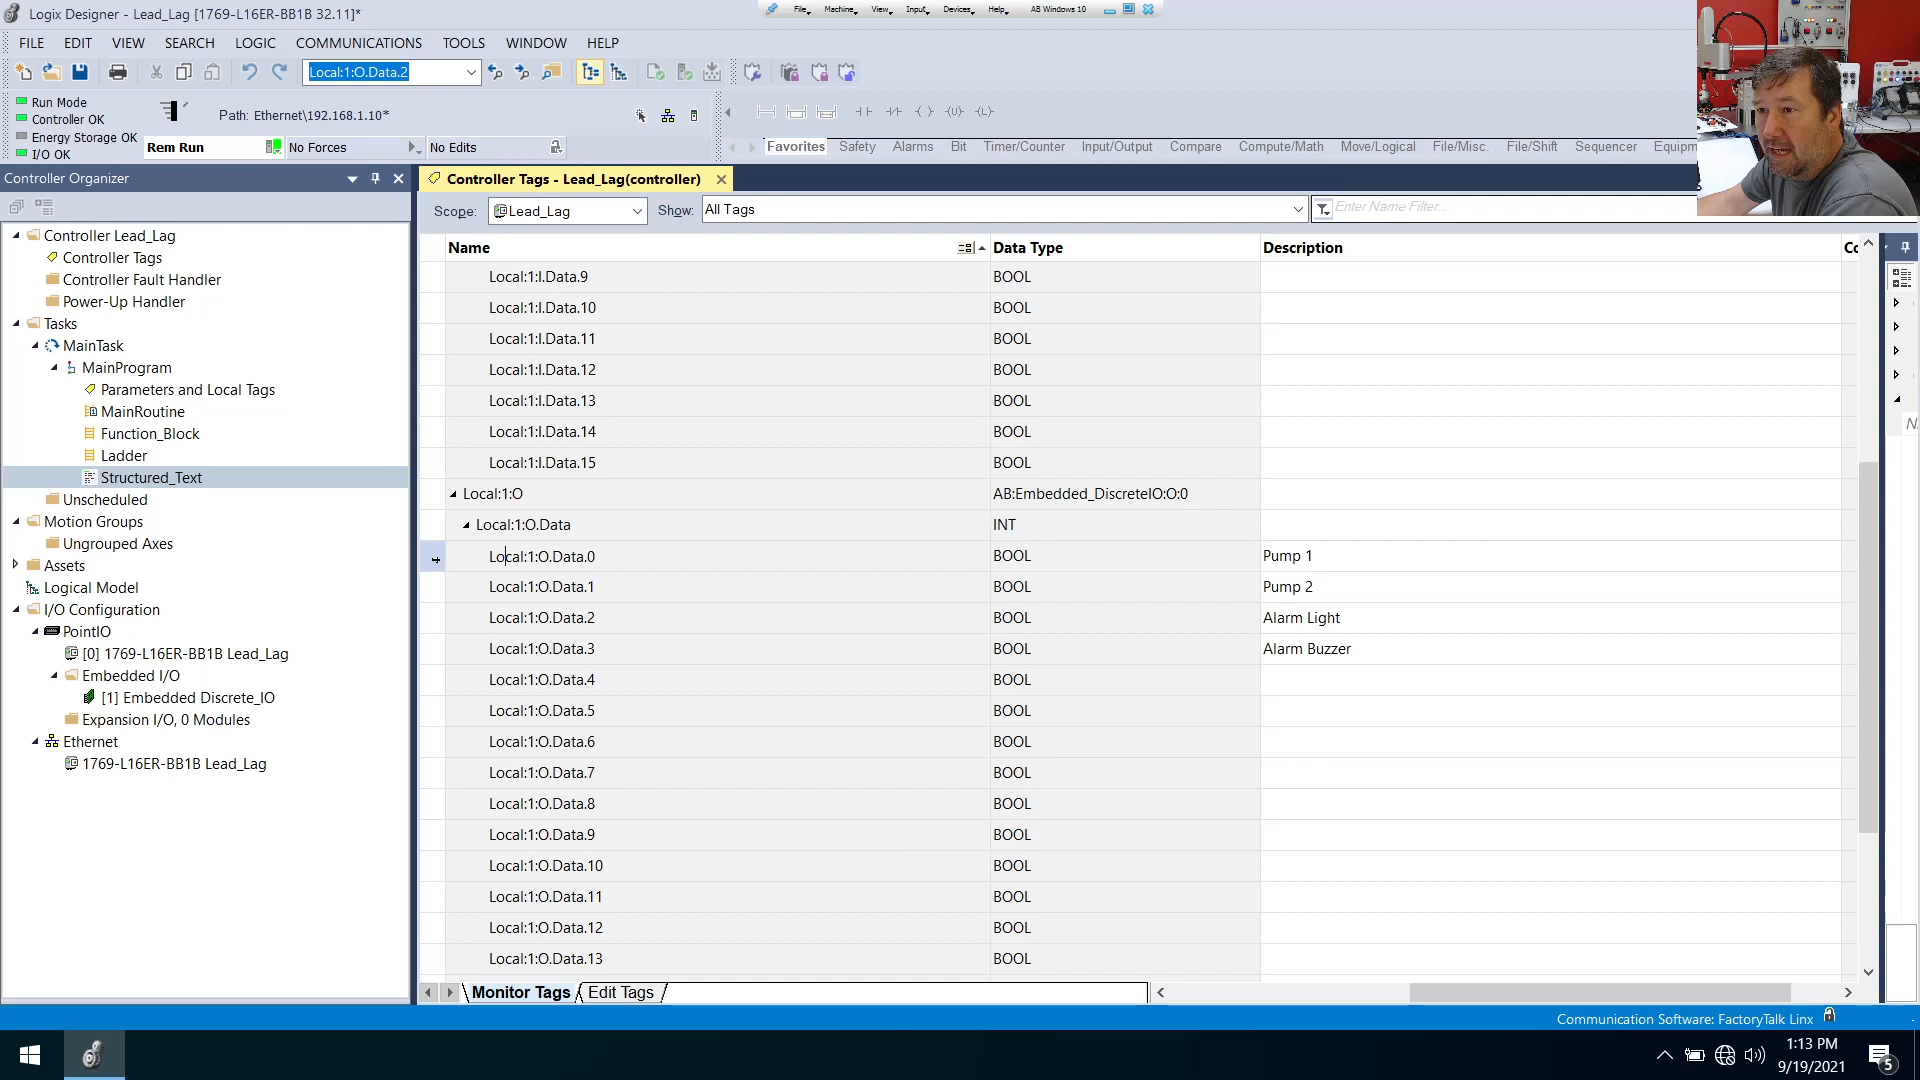 Logix Designer - Lead_Lag [1769-L16ER-BB1B 32.11]*
File Machine View Input Devices Help AB Windows 10
FILE EDIT VIEW SEARCH LOGIC COMMUNICATIONS TOOLS WINDOW HELP
Local:1:O.Data.2
Run Mode
Controller OK
Energy Storage OK
I/O OK
Path: Ethernet\192.168.1.10*
Rem Run No Forces No Edits
Favorites Safety Alarms Bit Timer/Counter Input/Output Compare Compute/Math Move/Logical File/Misc. File/Shift Sequencer Equipm
Controller Organizer
Controller Lead_Lag
Controller Tags
Controller Fault Handler
Power-Up Handler
Tasks
MainTask
MainProgram
Parameters and Local Tags
MainRoutine
Function_Block
Ladder
Structured_Text
Unscheduled
Motion Groups
Ungrouped Axes
Assets
Logical Model
I/O Configuration
PointIO
[0] 1769-L16ER-BB1B Lead_Lag
Embedded I/O
[1] Embedded Discrete_IO
Expansion I/O, 0 Modules
Ethernet
1769-L16ER-BB1B Lead_Lag
Controller Tags - Lead_Lag(controller)
Scope: Lead_Lag Show: All Tags Enter Name Filter...
Name Data Type Description Co
Local:1:I.Data.9 BOOL
Local:1:I.Data.10 BOOL
Local:1:I.Data.11 BOOL
Local:1:I.Data.12 BOOL
Local:1:I.Data.13 BOOL
Local:1:I.Data.14 BOOL
Local:1:I.Data.15 BOOL
Local:1:O AB:Embedded_DiscreteIO:O:0
Local:1:O.Data INT
Local:1:O.Data.0 BOOL Pump 1
Local:1:O.Data.1 BOOL Pump 2
Local:1:O.Data.2 BOOL Alarm Light
Local:1:O.Data.3 BOOL Alarm Buzzer
Local:1:O.Data.4 BOOL
Local:1:O.Data.5 BOOL
Local:1:O.Data.6 BOOL
Local:1:O.Data.7 BOOL
Local:1:O.Data.8 BOOL
Local:1:O.Data.9 BOOL
Local:1:O.Data.10 BOOL
Local:1:O.Data.11 BOOL
Local:1:O.Data.12 BOOL
Local:1:O.Data.13 BOOL
Monitor Tags Edit Tags
Communication Software: FactoryTalk Linx
1:13 PM
9/19/2021
5